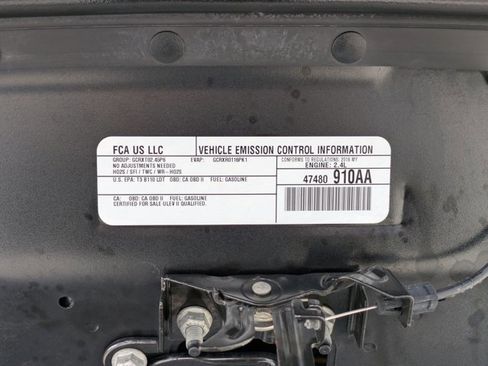 FCA US LLC VEHICLE EMISSION CONTROL INFORMATION
GROUP: GCRXT02.45P6 EVAP: GCRXR0116PK1 CONFORMS TO REGULATIONS: 2016 MY
NO ADJUSTMENTS NEEDED ENGINE: 2.4L
HO2S / SFI / TWC / WR-HO2S
U.S. EPA: T3 B110 LDT OBD: CA OBD II FUEL: GASOLINE 47480 910AA
CA: OBD: CA OBD II FUEL: GASOLINE
CERTIFIED FOR SALE ULEV II QUALIFIED.